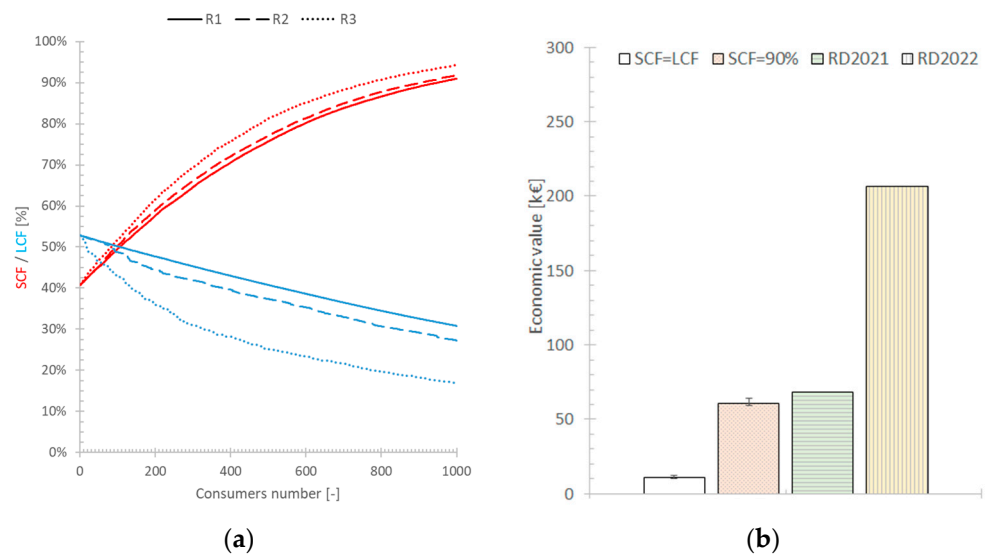 R1 R2 R3
100%
90%
80%
70%
60%
50%
40%
30%
20%
10%
0%
SCF / LCF [%]
0 200 400 600 800 1000
Consumers number [-]
(a)
300
250
200
150
100
50
0
Economic value [k€]
SCF=LCF SCF=90% RD2021 RD2022
(b)